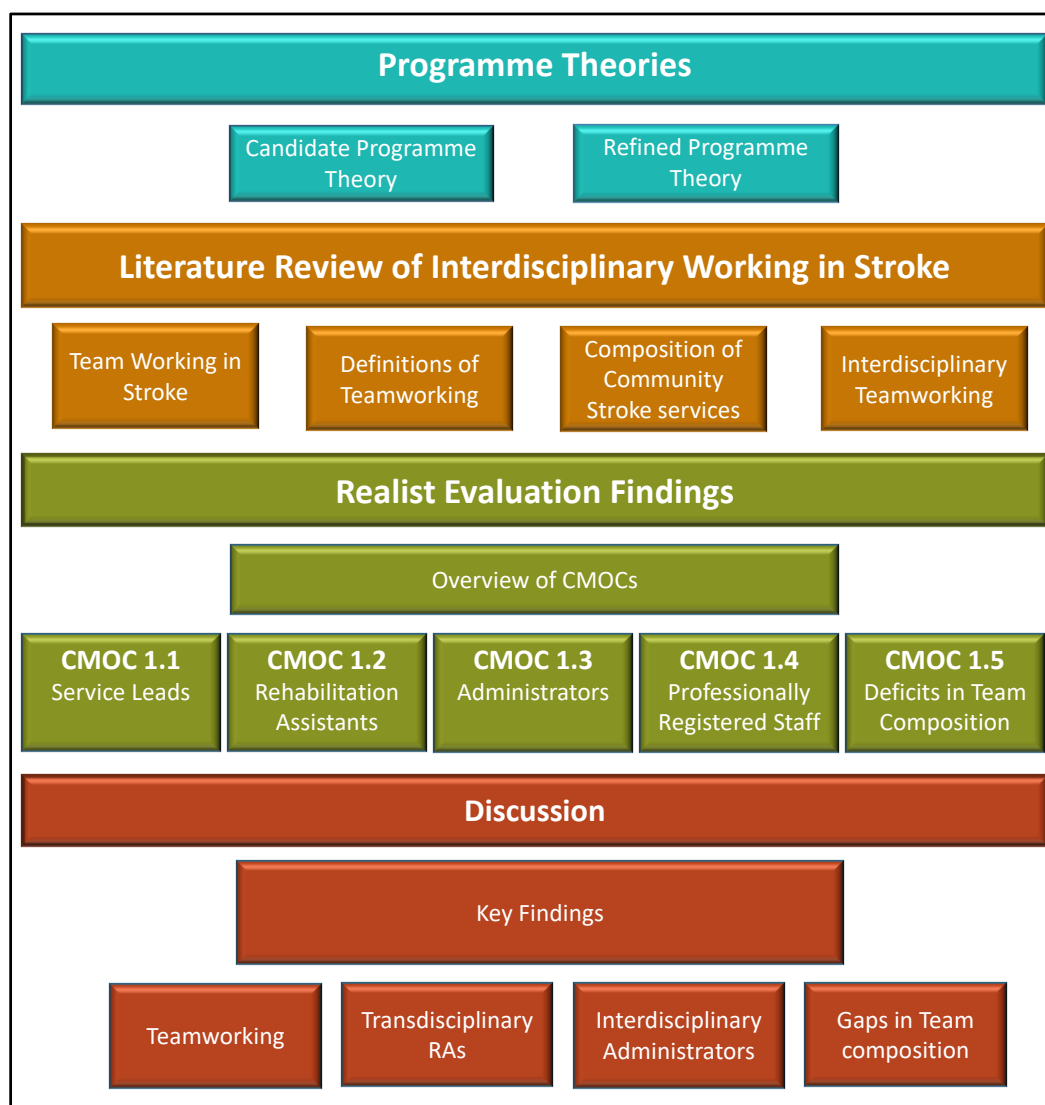 Programme Theories
Candidate Programme
Theory
Refined Programme
Theory
Literature Review of Interdisciplinary Working in Stroke
Team Working in
Stroke
Definitions of
Teamworking
Composition of
Community
Stroke services
Interdisciplinary
Teamworking
Realist Evaluation Findings
Overview of CMOCs
CMOC 1.1
Service Leads
CMOC 1.2
Rehabilitation
Assistants
CMOC 1.3
Administrators
CMOC 1.4
Professionally
Registered Staff
CMOC 1.5
Deficits in Team
Composition
Discussion
Key Findings
Teamworking
Transdisciplinary
RAs
Interdisciplinary
Administrators
Gaps in Team
composition